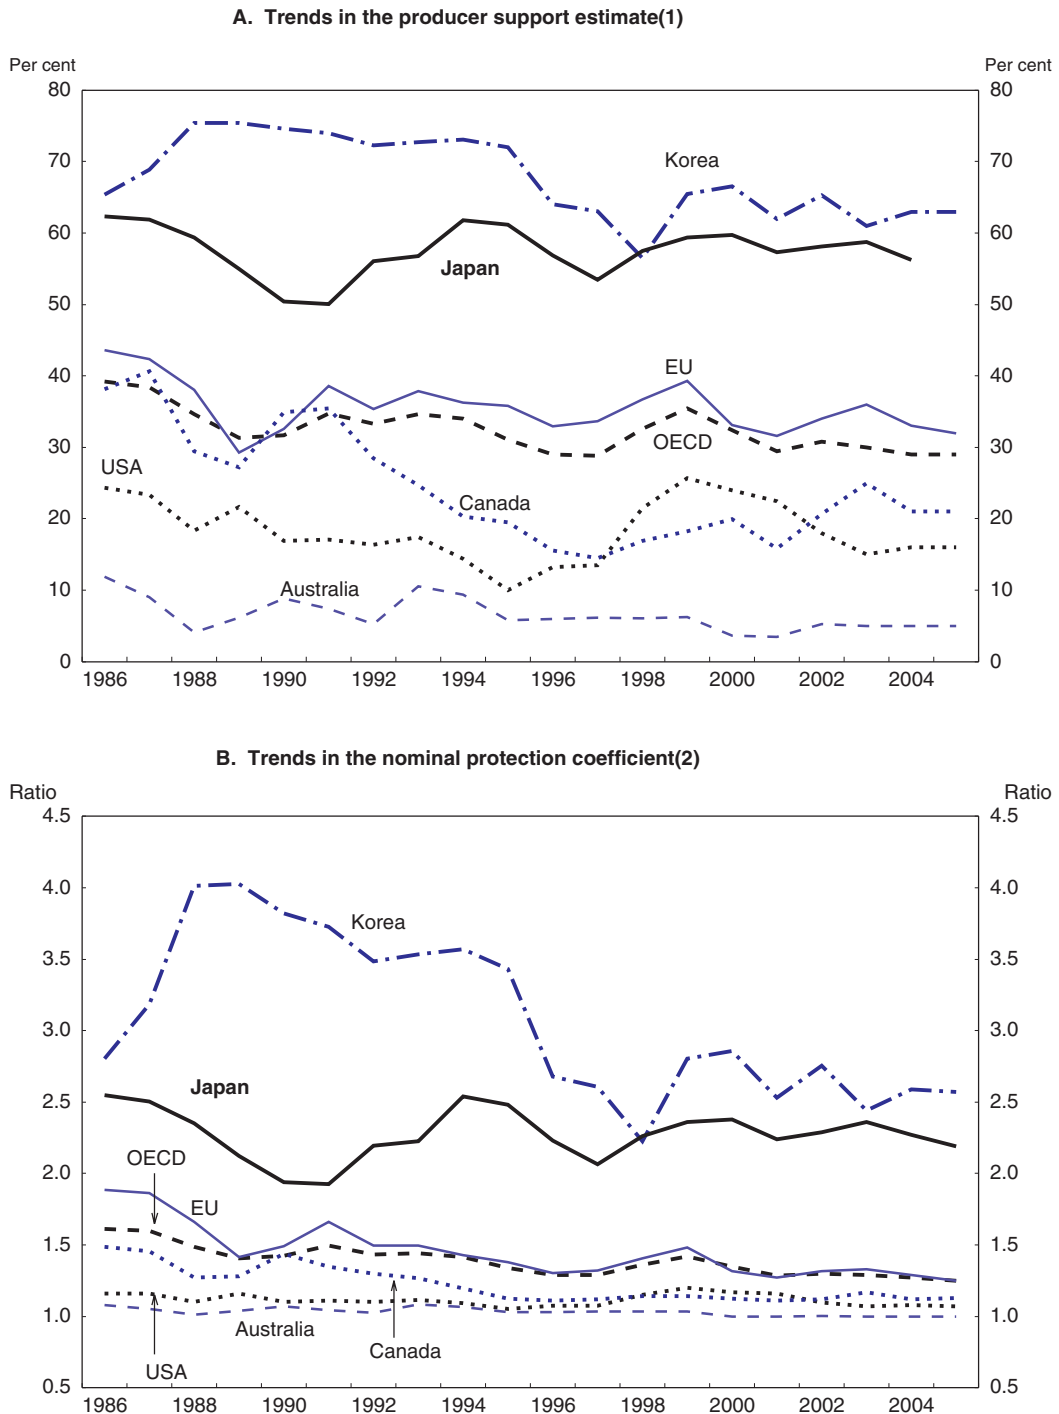 A. Trends in the producer support estimate(1)
Per cent Per cent
80 80
70 70
Korea
60 60
Japan
50 50
40 40
EU
OECD
30 30
USA
Canada
20 20
Australia
10 10
0 0
1986 1988 1990 1992 1994 1996 1998 2000 2002 2004
B. Trends in the nominal protection coefficient(2)
Ratio Ratio
4.5 4.5
4.0 4.0
Korea
3.5 3.5
3.0 3.0
Japan
2.5 2.5
OECD
2.0 2.0
EU
1.5 1.5
1.0 1.0
Australia
Canada
USA
0.5 0.5
1986 1988 1990 1992 1994 1996 1998 2000 2002 2004